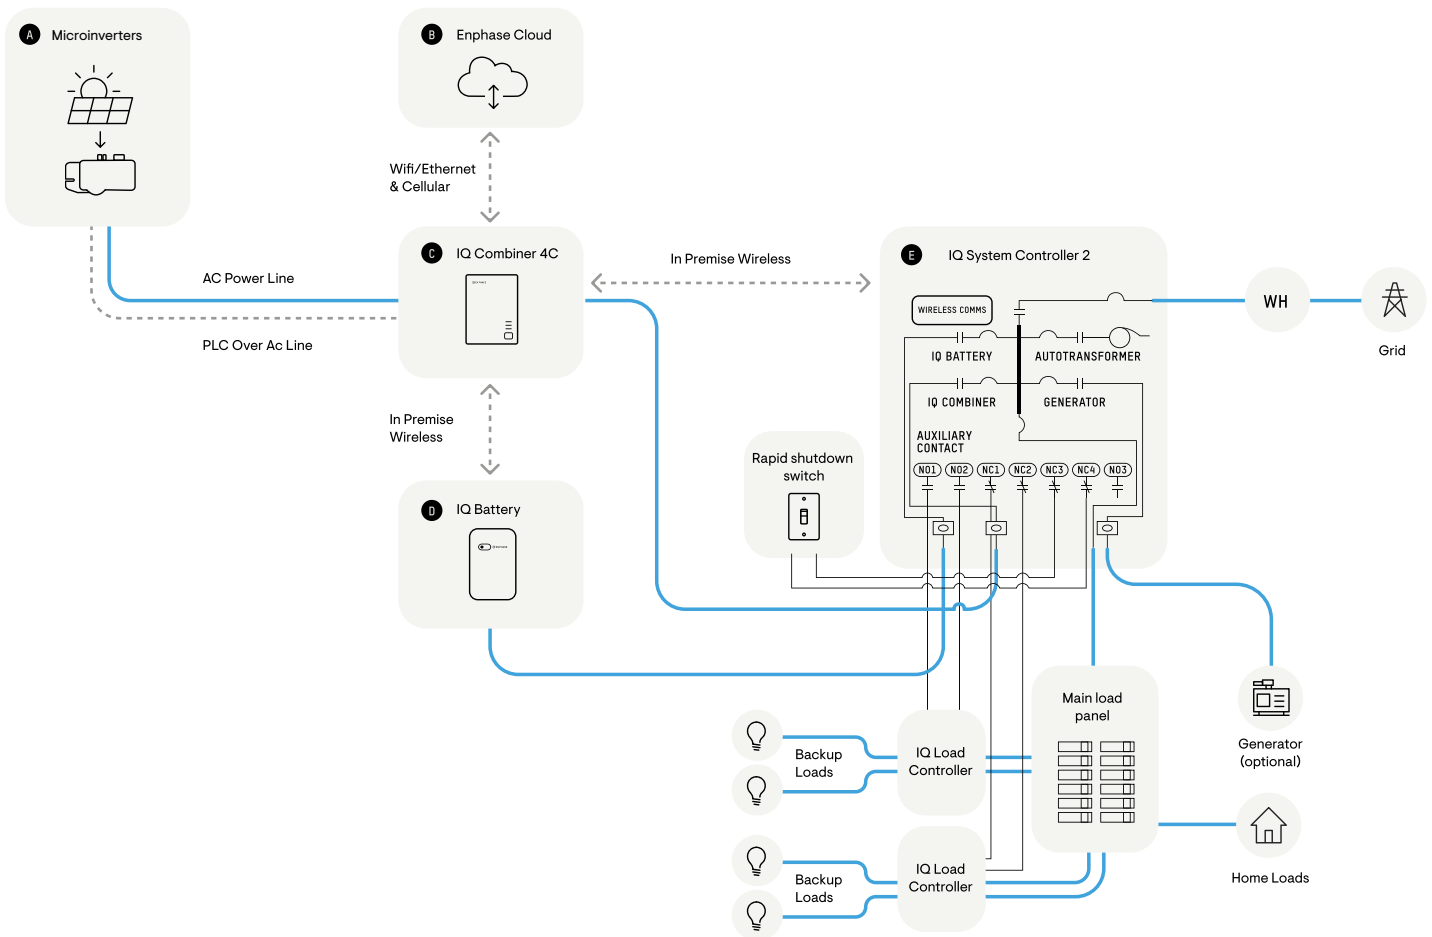 A Microinverters
B Enphase Cloud
Wifi/Ethernet
& Cellular
C IQ Combiner 4C
AC Power Line
PLC Over Ac Line
In Premise Wireless
E IQ System Controller 2
WIRELESS COMMS
IQ BATTERY
AUTOTRANSFORMER
IQ COMBINER
GENERATOR
AUXILIARY
CONTACT
NO1 NO2 NC1 NC2 NC3 NC4 NO3
WH
Grid
In Premise
Wireless
D IQ Battery
Rapid shutdown
switch
Main load
panel
Generator
(optional)
Home Loads
Backup
Loads
IQ Load
Controller
Backup
Loads
IQ Load
Controller